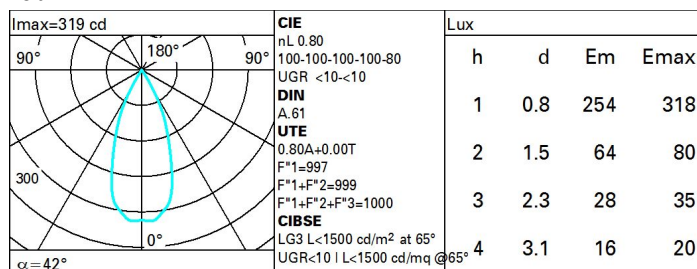 Imax=319 cd
90° 180° 90°
300
0°
α=42°
CIE
nL 0.80
100-100-100-100-80
UGR <10-<10
DIN
A.61
UTE
0.80A+0.00T
F"1=997
F"1+F"2=999
F"1+F"2+F"3=1000
CIBSE
LG3 L<1500 cd/m² at 65°
UGR<10 | L<1500 cd/mq @65°
Lux
h d Em Emax
1 0.8 254 318
2 1.5 64 80
3 2.3 28 35
4 3.1 16 20